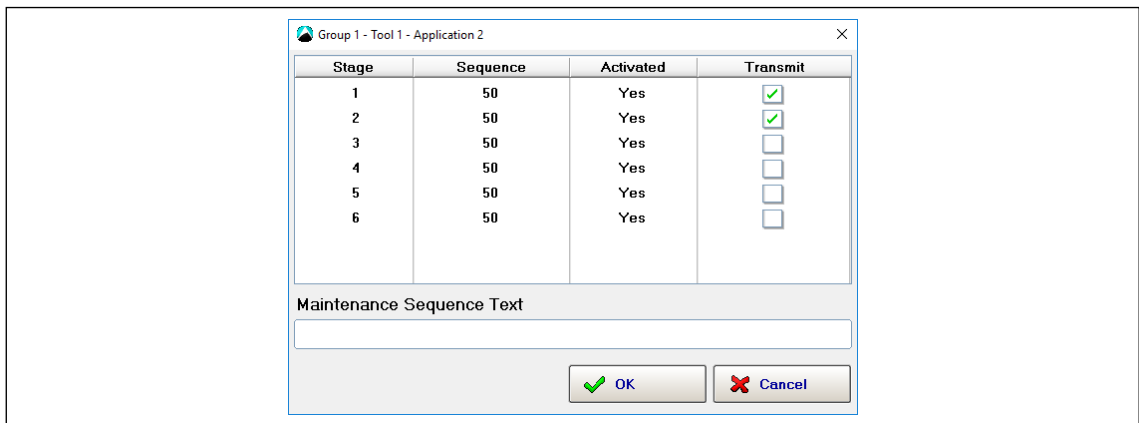 Group 1 - Tool 1 - Application 2
Stage Sequence Activated Transmit
1 50 Yes
2 50 Yes
3 50 Yes
4 50 Yes
5 50 Yes
6 50 Yes
Maintenance Sequence Text
OK Cancel